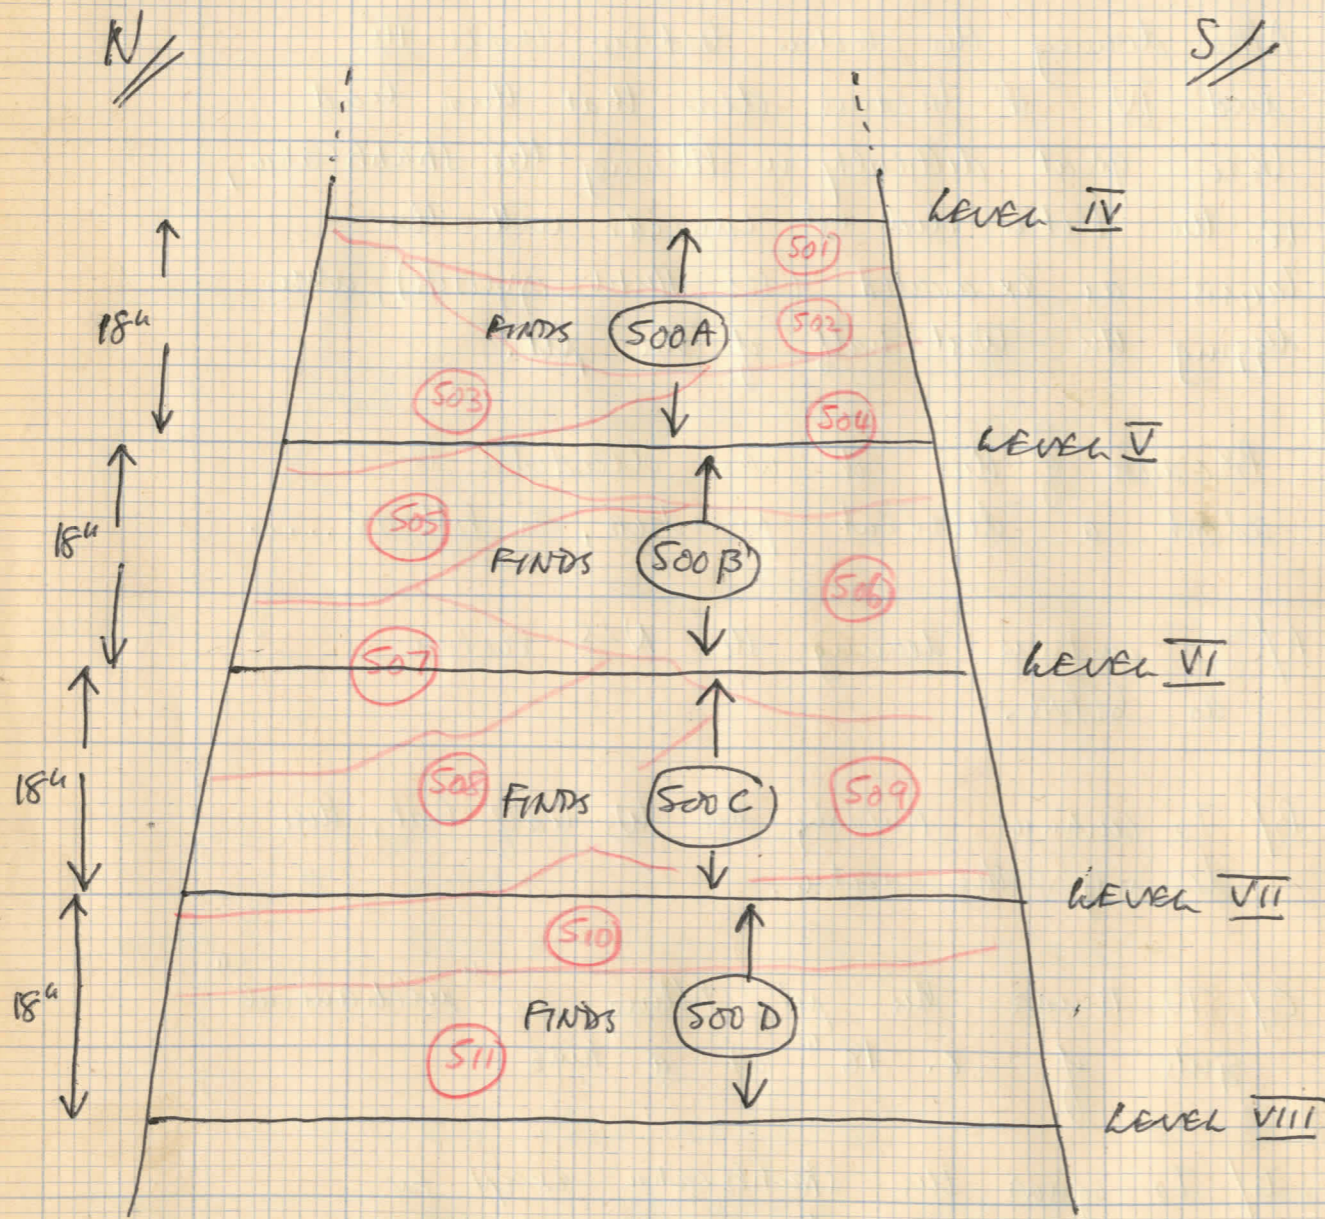 N S
LEVEL IV
501
502
18" FINDS 500A
503
504
LEVEL V
505
18" FINDS 500B
506
507
LEVEL VI
508
18" FINDS 500C
509
LEVEL VII
510
18" FINDS 500D
511
LEVEL VIII